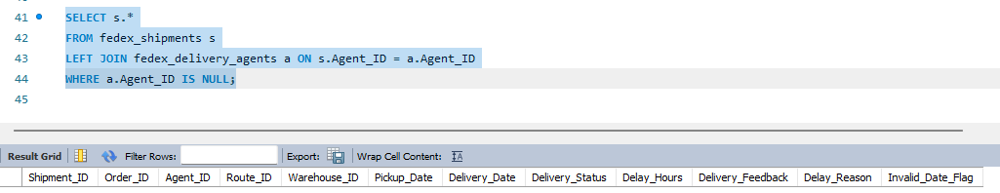 41 SELECT s.*
42 FROM fedex_shipments s
43 LEFT JOIN fedex_delivery_agents a ON s.Agent_ID = a.Agent_ID
44 WHERE a.Agent_ID IS NULL;
45
Result Grid Filter Rows: Export: Wrap Cell Content: IA
Shipment_ID Order_ID Agent_ID Route_ID Warehouse_ID Pickup_Date Delivery_Date Delivery_Status Delay_Hours Delivery_Feedback Delay_Reason Invalid_Date_Flag